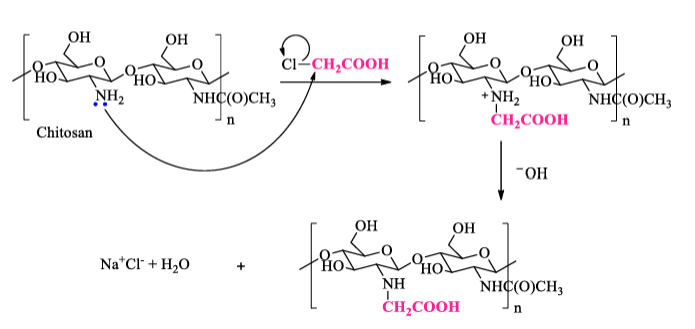 OH
OH
O
O
O
O
HO
HO
NH2
NHC(O)CH3
n
Chitosan
Cl–CH2COOH
OH
OH
O
O
O
O
HO
HO
+NH2
NHC(O)CH3
CH2COOH
n
⁻OH
Na⁺Cl⁻ + H2O
+
OH
OH
O
O
O
O
HO
HO
NH
NHC(O)CH3
CH2COOH
n